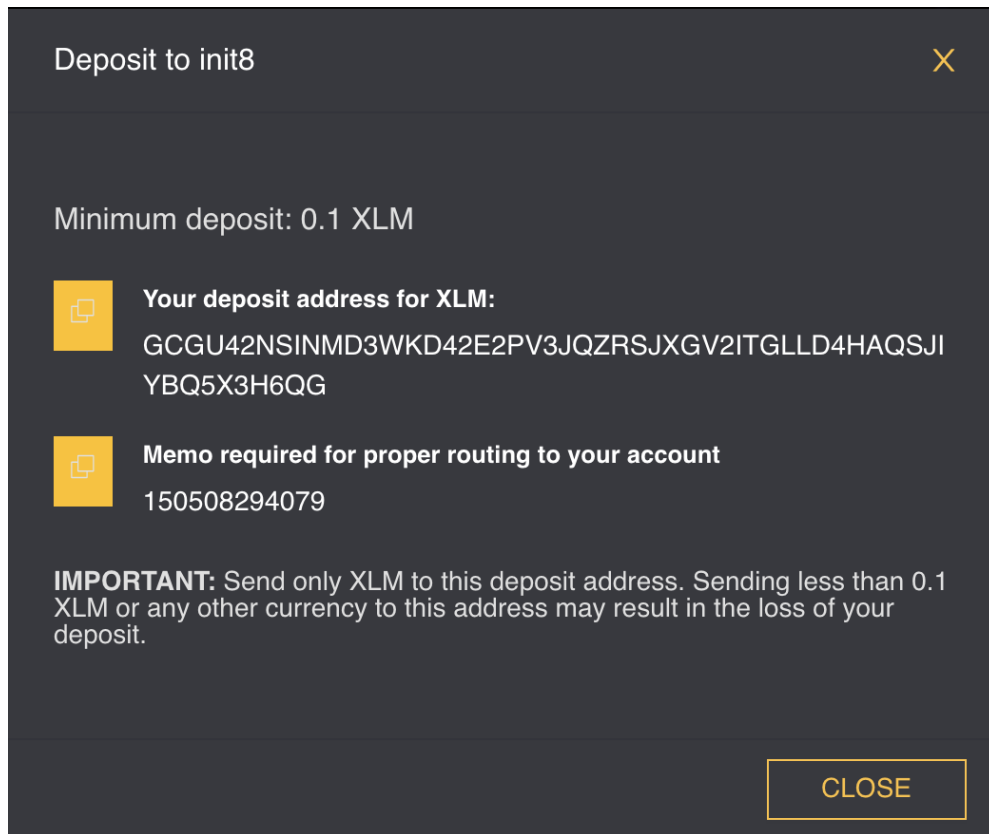 Deposit to init8
X
Minimum deposit: 0.1 XLM
Your deposit address for XLM:
GCGU42NSINMD3WKD42E2PV3JQZRSJXGV2ITGLLD4HAQSJI
YBQ5X3H6QG
Memo required for proper routing to your account
150508294079
IMPORTANT: Send only XLM to this deposit address. Sending less than 0.1
XLM or any other currency to this address may result in the loss of your
deposit.
CLOSE